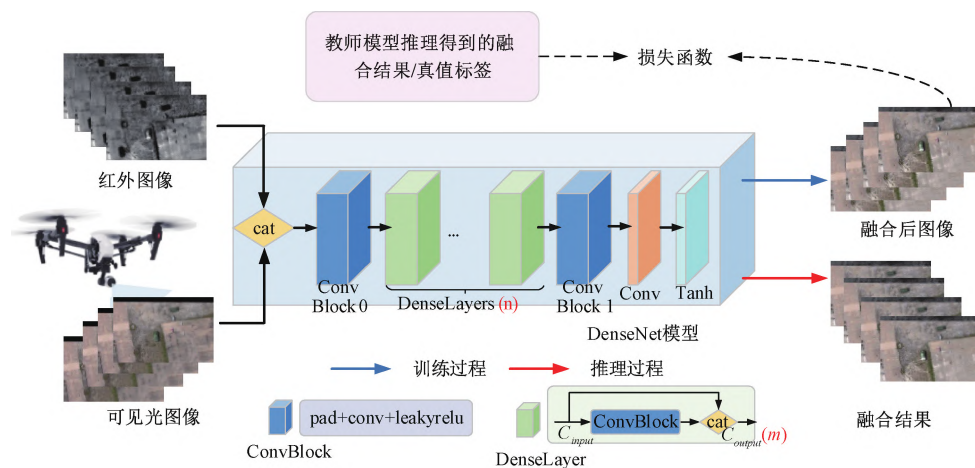 教师模型推理得到的融
合结果/真值标签
损失函数
红外图像
cat
...
Conv
Block 0
DenseLayers(n)
Conv
Block 1
Conv
Tanh
DenseNet模型
融合后图像
可见光图像
训练过程
推理过程
融合结果
pad+conv+leakyrelu
ConvBlock
DenseLayer
C_input
ConvBlock
cat
C_output(m)